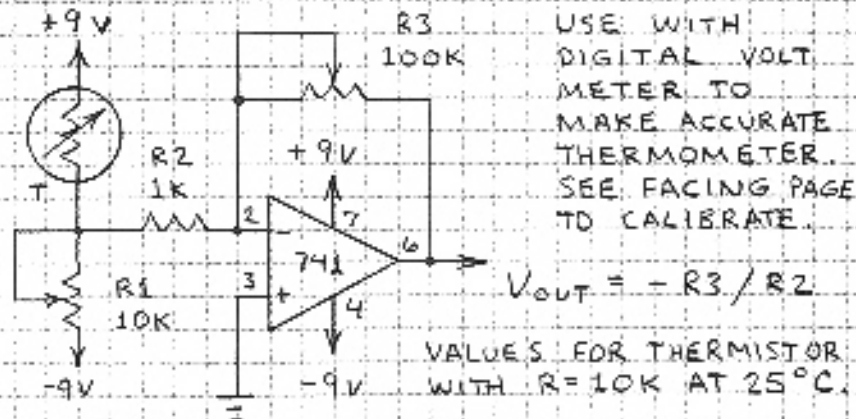 +9V
T
R2
1K
R1
10K
-9V
R3
100K
+9V
2
3
7
741
6
4
-9V
USE WITH
DIGITAL VOLT
METER TO
MAKE ACCURATE
THERMOMETER.
SEE FACING PAGE
TO CALIBRATE.
VOUT = - R3 / R2
VALUES FOR THERMISTOR
WITH R = 10K AT 25°C.